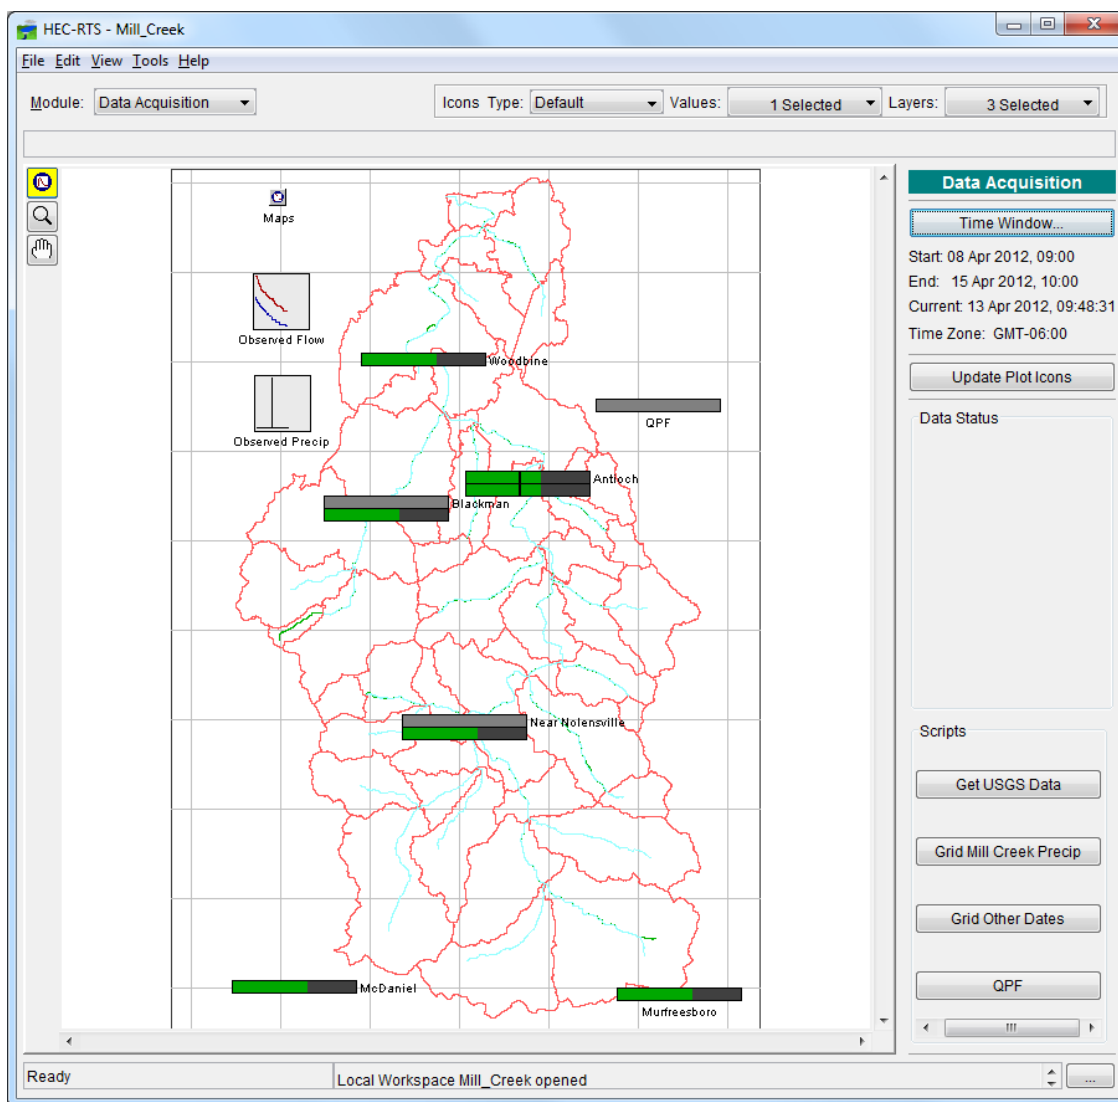 HEC-RTS - Mill_Creek
File Edit View Tools Help
Module: Data Acquisition
Icons Type: Default Values: 1 Selected Layers: 3 Selected
Maps
Observed Flow
Woodbine
Observed Precip
QPF
Antioch
Blackman
Near Nolensville
McDaniel
Murfreesboro
Data Acquisition
Time Window...
Start: 08 Apr 2012, 09:00
End: 15 Apr 2012, 10:00
Current: 13 Apr 2012, 09:48:31
Time Zone: GMT-06:00
Update Plot Icons
Data Status
Scripts
Get USGS Data
Grid Mill Creek Precip
Grid Other Dates
QPF
Ready
Local Workspace Mill_Creek opened
...